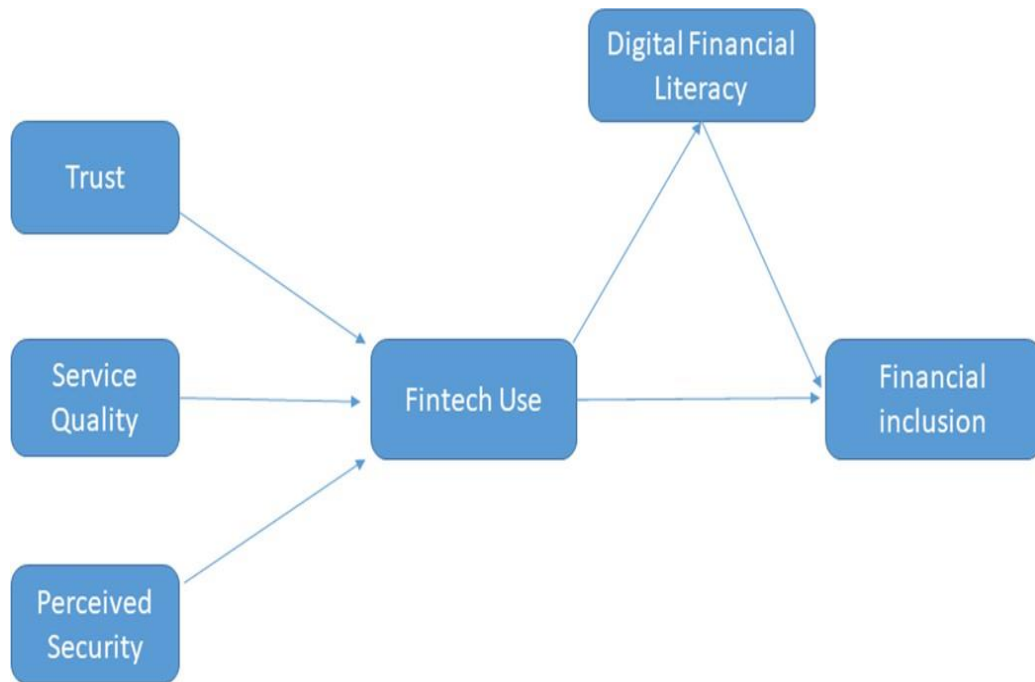 Digital Financial
Literacy
Trust
Service
Quality
Fintech Use
Financial
inclusion
Perceived
Security